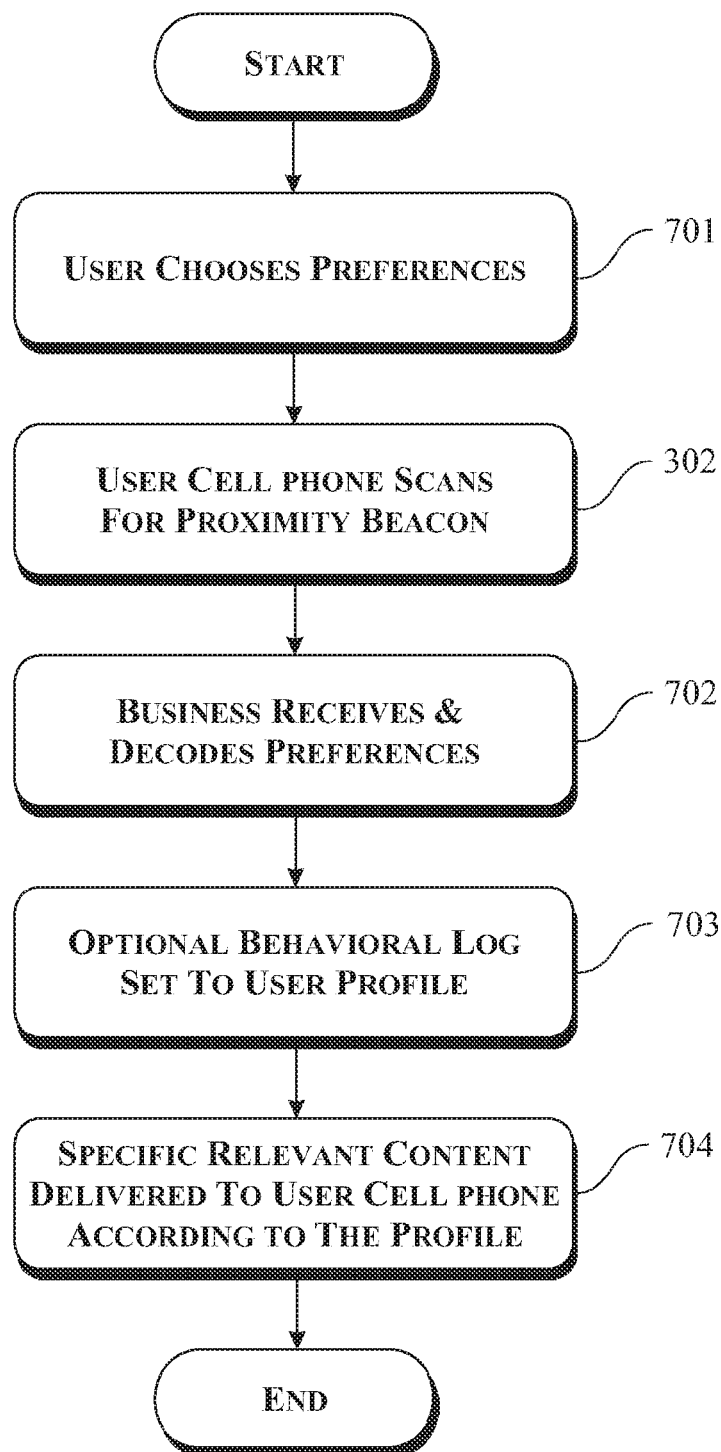 START
USER CHOOSES PREFERENCES
701
USER CELL PHONE SCANS
FOR PROXIMITY BEACON
302
BUSINESS RECEIVES &
DECODES PREFERENCES
702
OPTIONAL BEHAVIORAL LOG
SET TO USER PROFILE
703
SPECIFIC RELEVANT CONTENT
DELIVERED TO USER CELL PHONE
ACCORDING TO THE PROFILE
704
END